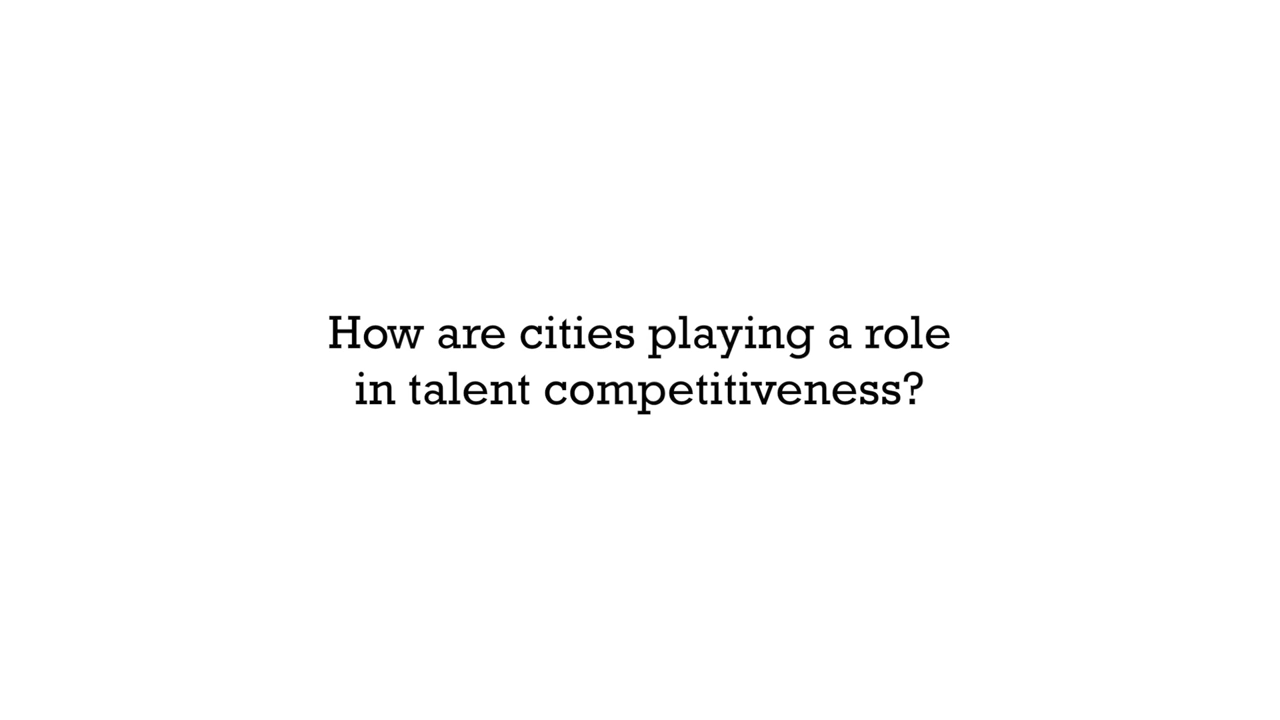 How are cities playing a role
in talent competitiveness?